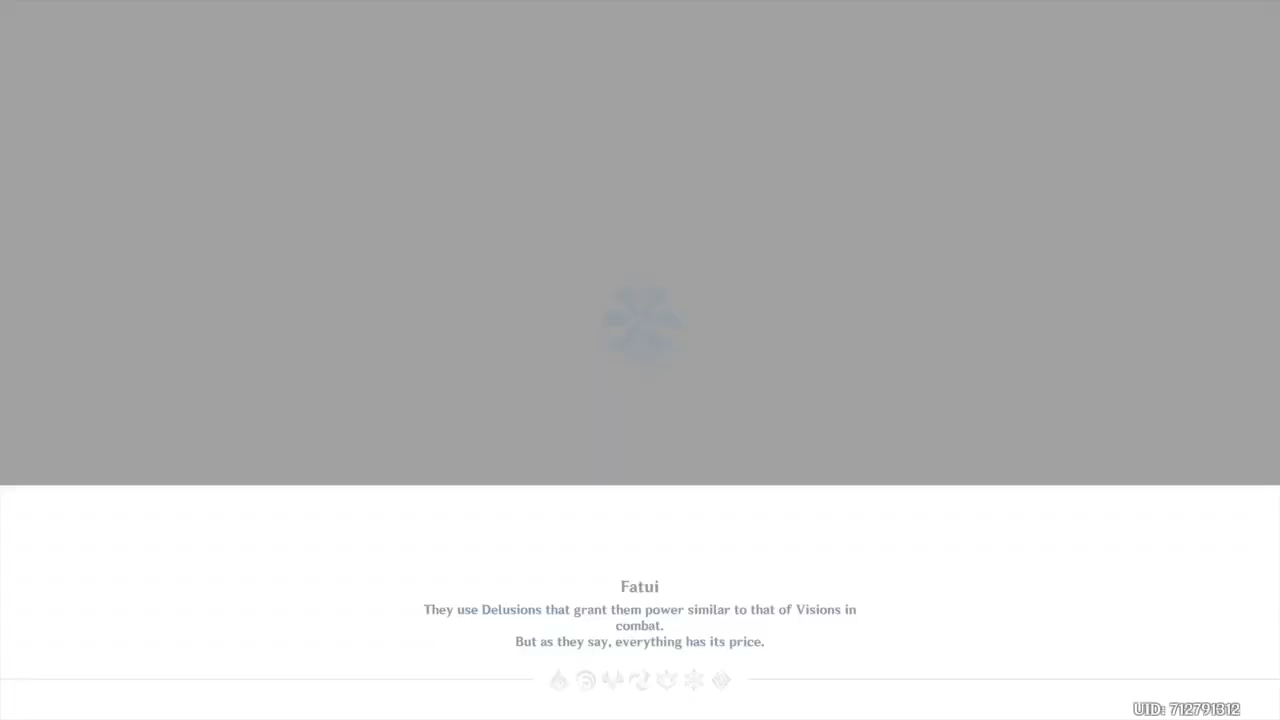 Fatui
They use Delusions that grant them power similar to that of Visions in
combat.
But as they say, everything has its price.
UID: 712791312